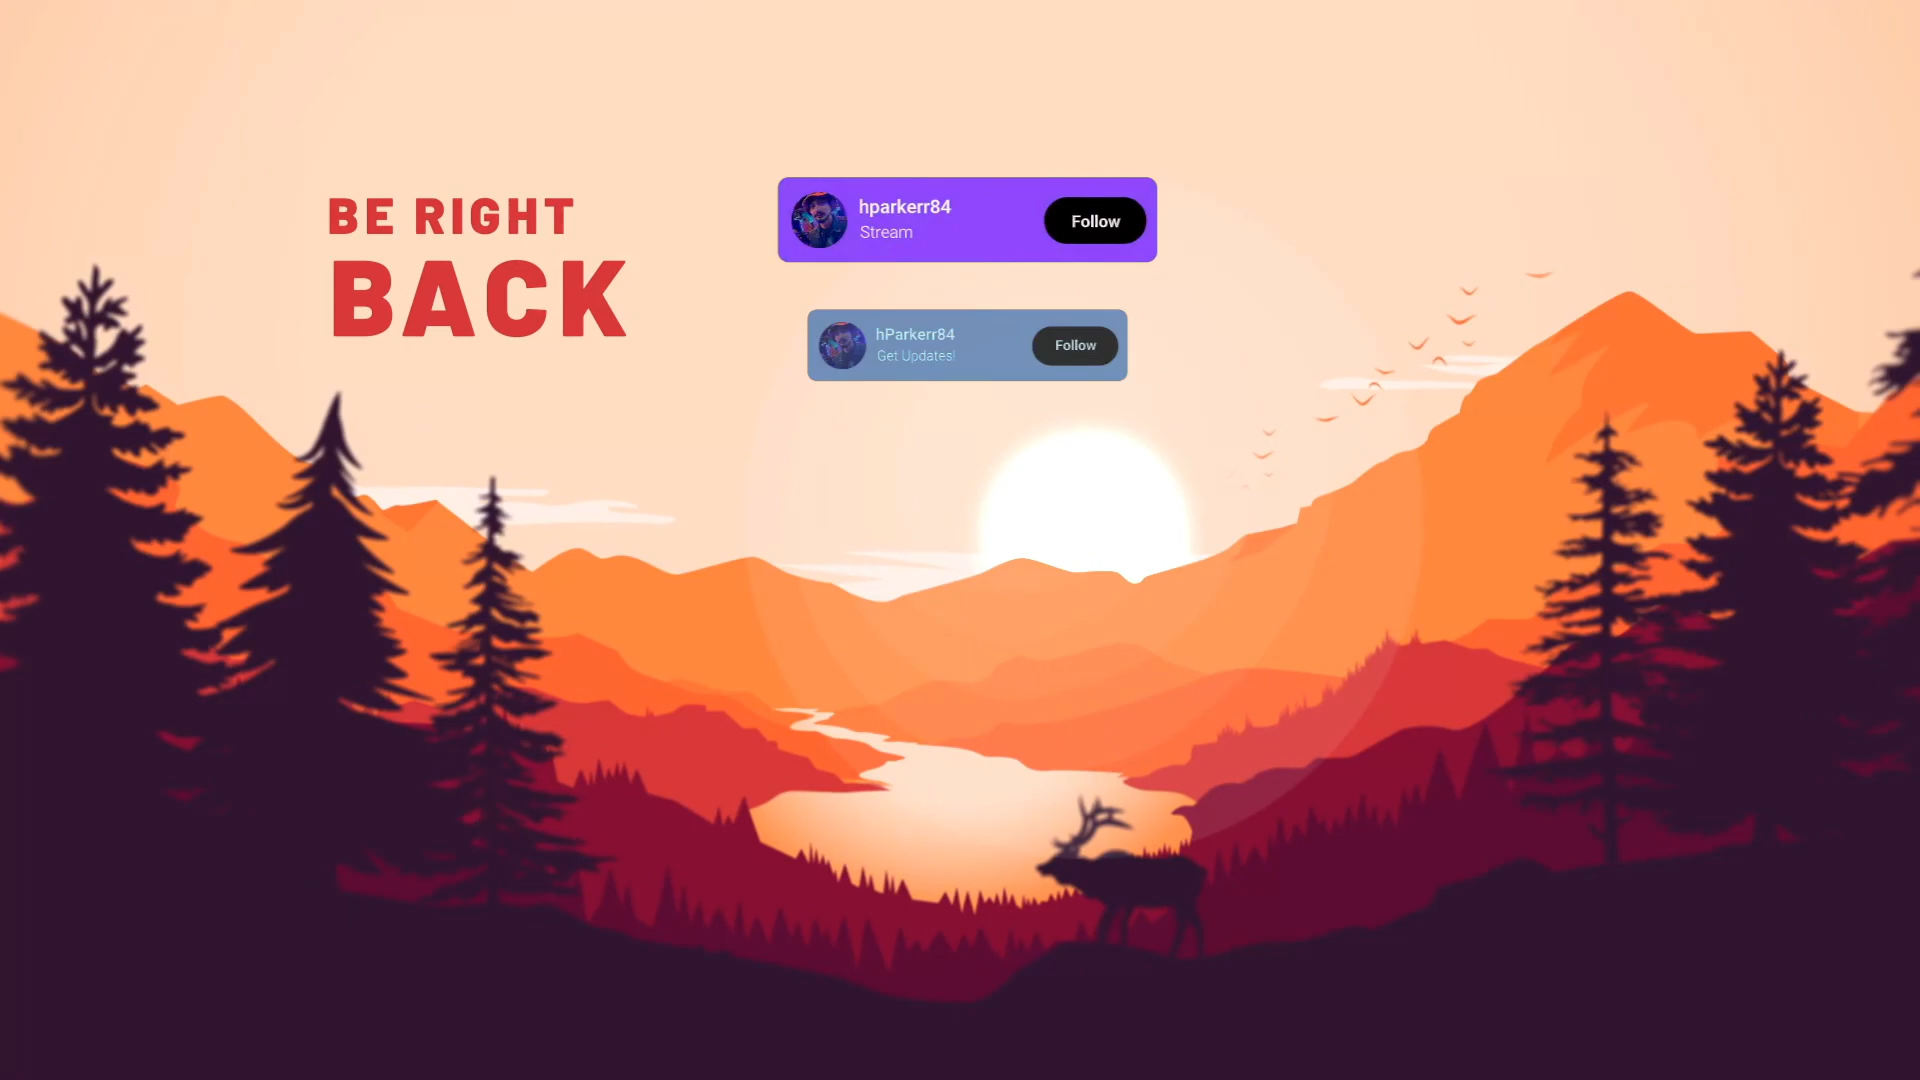 BE RIGHT
BACK
hparkerr84
Stream
Follow
hParkerr84
Get Updates!
Follow